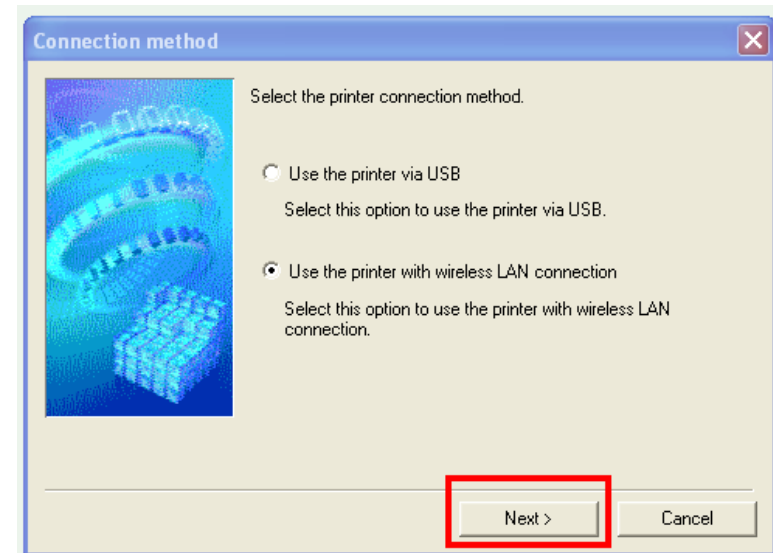 Connection method
Select the printer connection method.
Use the printer via USB
Select this option to use the printer via USB.
Use the printer with wireless LAN connection
Select this option to use the printer with wireless LAN
connection.
Next >
Cancel